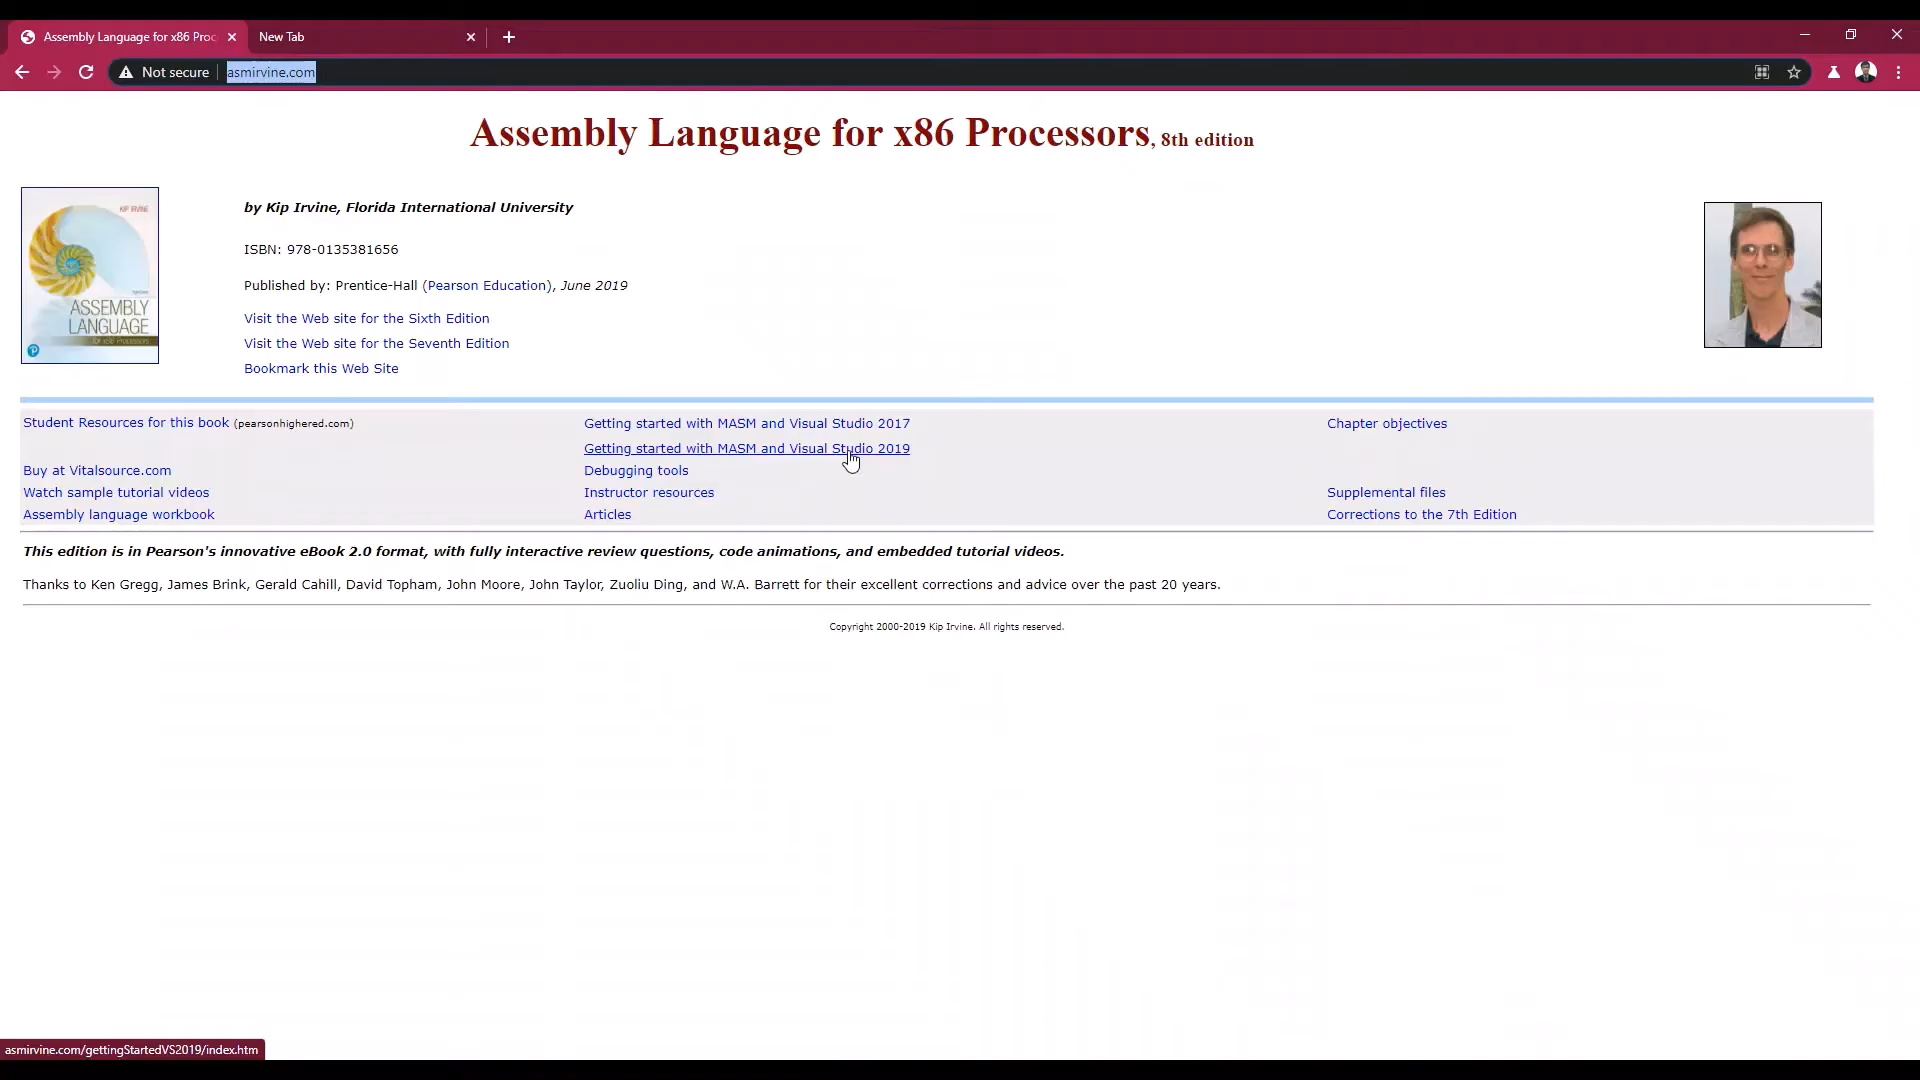 Assembly Language for x86 Proc
New Tab
Not secure
asmirvine.com
Assembly Language for x86 Processors, 8th edition
KIP IRVINE
ASSEMBLY
LANGUAGE
for x86 Processors
by Kip Irvine, Florida International University
ISBN: 978-0135381656
Published by: Prentice-Hall (Pearson Education), June 2019
Visit the Web site for the Sixth Edition
Visit the Web site for the Seventh Edition
Bookmark this Web Site
Student Resources for this book (pearsonhighered.com)
Getting started with MASM and Visual Studio 2017
Chapter objectives
Getting started with MASM and Visual Studio 2019
Buy at Vitalsource.com
Debugging tools
Watch sample tutorial videos
Instructor resources
Supplemental files
Assembly language workbook
Articles
Corrections to the 7th Edition
This edition is in Pearson's innovative eBook 2.0 format, with fully interactive review questions, code animations, and embedded tutorial videos.
Thanks to Ken Gregg, James Brink, Gerald Cahill, David Topham, John Moore, John Taylor, Zuoliu Ding, and W.A. Barrett for their excellent corrections and advice over the past 20 years.
Copyright 2000-2019 Kip Irvine. All rights reserved.
asmirvine.com/gettingStartedVS2019/index.htm